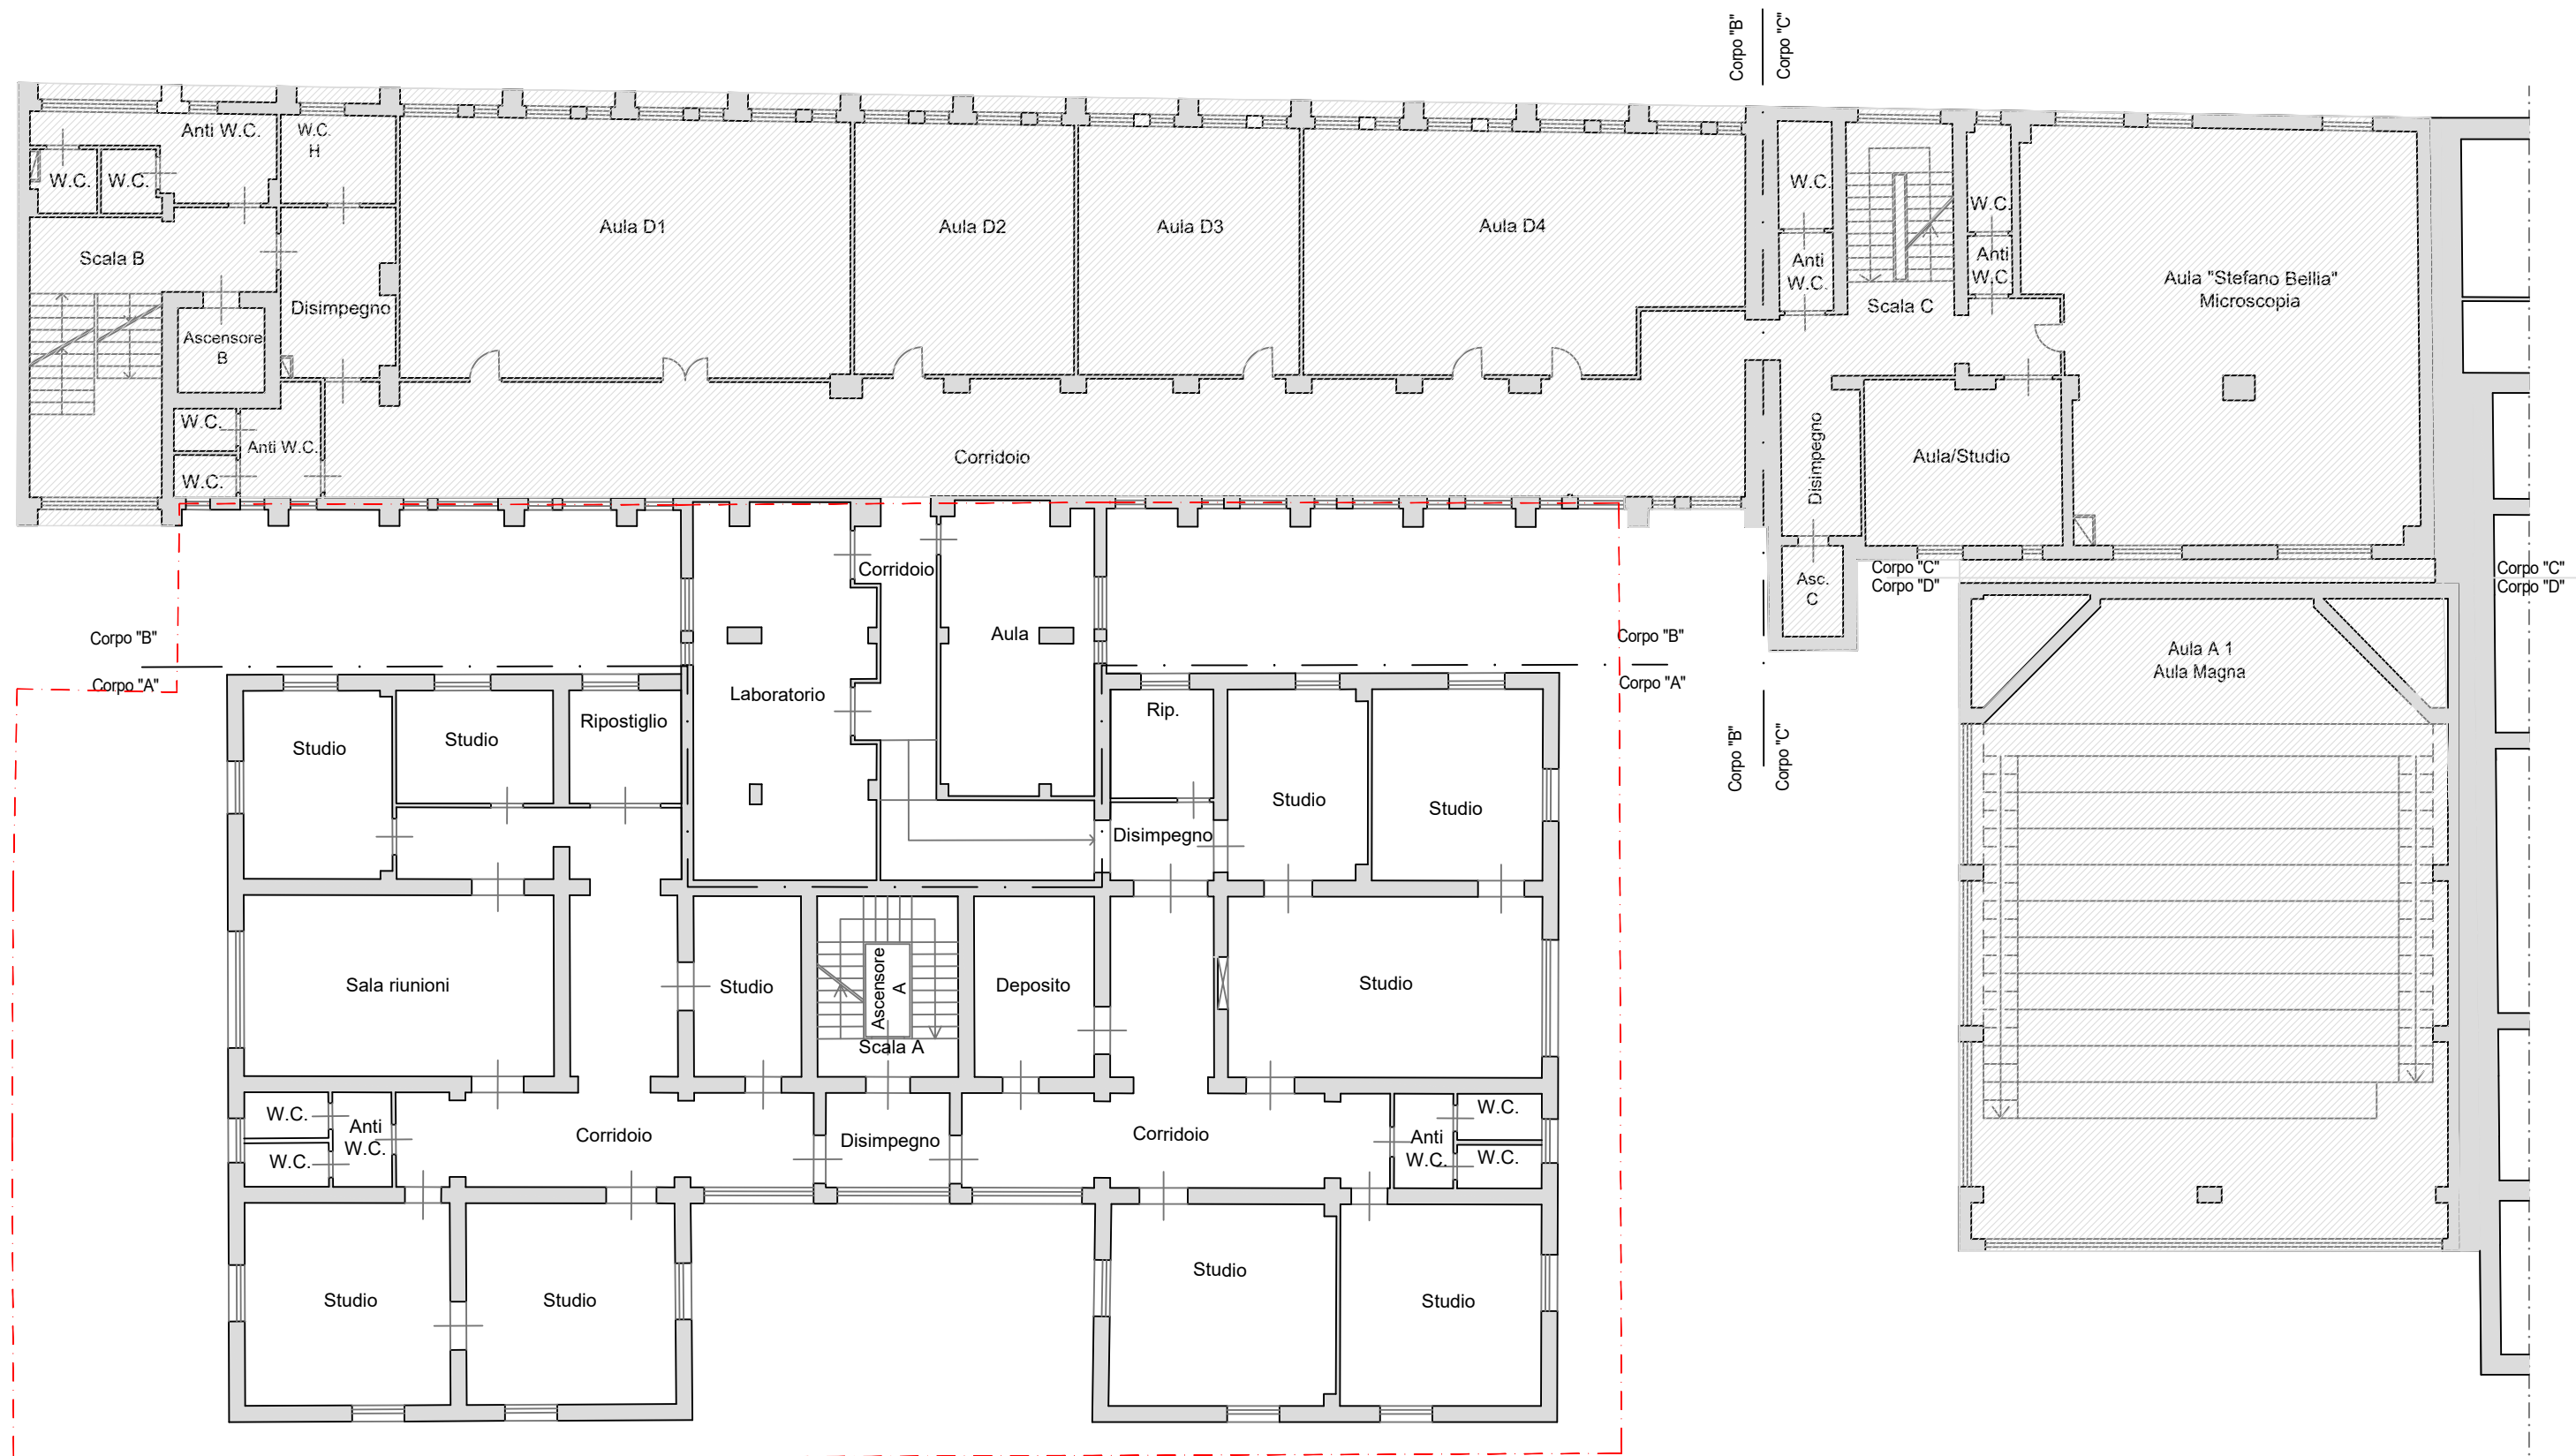 Corpo "B"
Corpo "C"
Anti W.C.
W.C.
H
W.C.
W.C.
Scala B
Disimpegno
Ascensore
B
W.C.
Anti W.C.
W.C.
Aula D1
Aula D2
Aula D3
Aula D4
Corridoio
W.C.
Anti
W.C.
Scala C
W.C.
Anti
W.C.
Aula "Stefano Bellia"
Microscopia
Disimpegno
Aula/Studio
Asc.
C
Corpo "C"
Corpo "D"
Corpo "C"
Corpo "D"
Aula A 1
Aula Magna
Corpo "B"
Corpo "A"
Corridoio
Aula
Laboratorio
Corpo "B"
Corpo "A"
Corpo "B"
Corpo "C"
Studio
Studio
Ripostiglio
Rip.
Studio
Studio
Disimpegno
Sala riunioni
Studio
Ascensore
A
Scala A
Deposito
Studio
W.C.
Anti
W.C.
W.C.
Corridoio
Disimpegno
Corridoio
Anti
W.C.
W.C.
W.C.
Studio
Studio
Studio
Studio